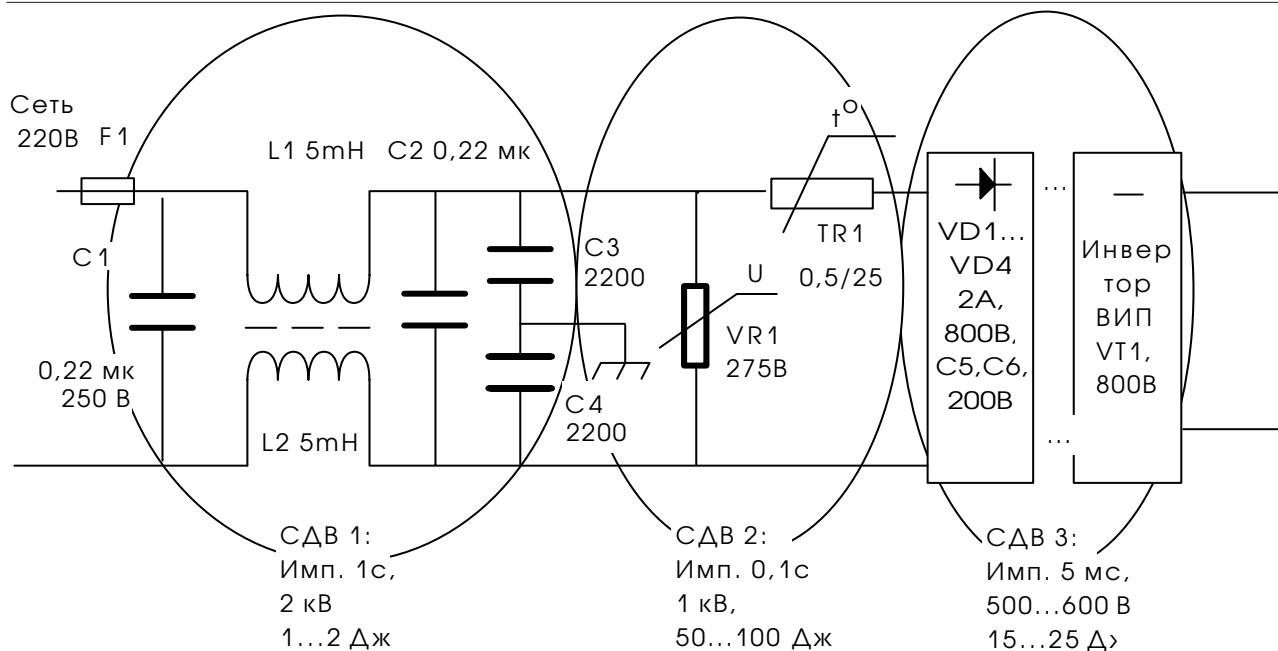 Сеть
220В F1
L1 5mH C2 0,22 мк
C1
0,22 мк
250 В
L2 5mH
C3
2200
C4
2200
U
VR1
275В
t°
TR1
0,5/25
VD1...
VD4
2А,
800В,
C5,C6,
200В
...
...
Инвер
тор
ВИП
VT1,
800В
СДВ 1:
Имп. 1с,
2 кВ
1...2 Дж
СДВ 2:
Имп. 0,1с
1 кВ,
50...100 Дж
СДВ 3:
Имп. 5 мс,
500...600 В
15...25 Дж